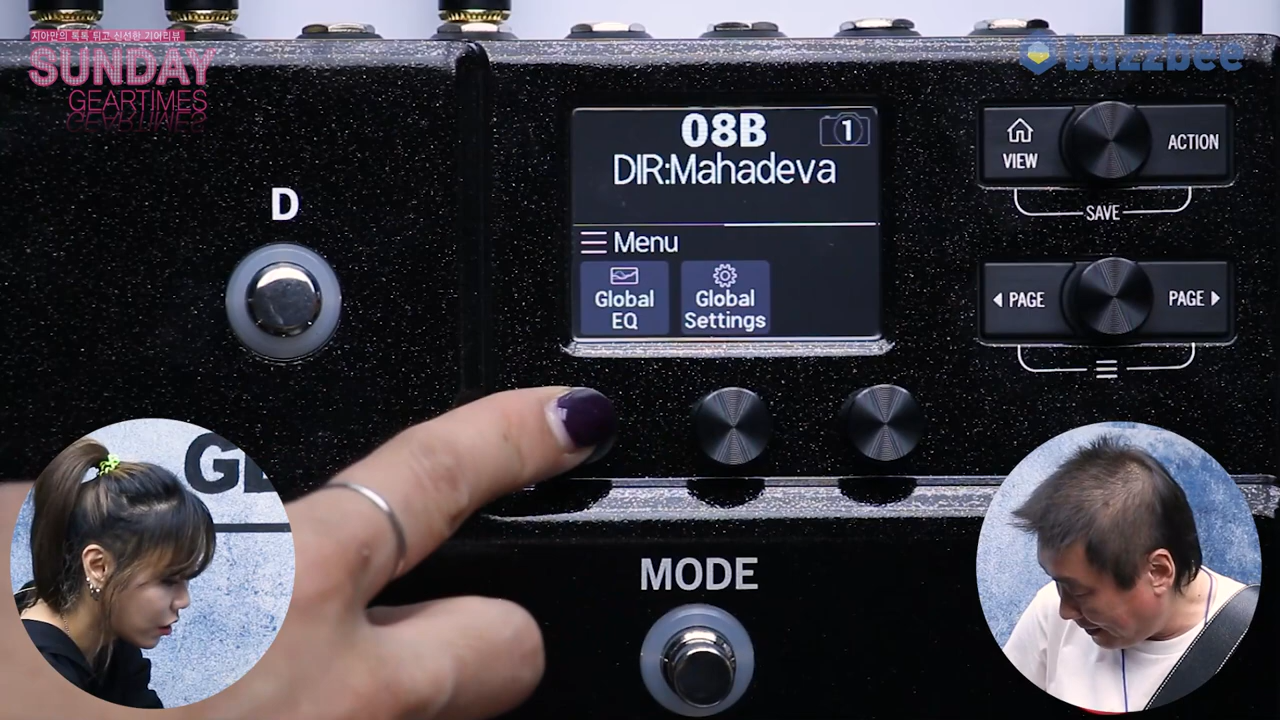 지아만의 톡톡 튀고 신선한 기어리뷰
SUNDAY
GEARTIMES
buzzbee
08B
1
DIR:Mahadeva
Menu
Global
EQ
Global
Settings
VIEW
ACTION
SAVE
PAGE
PAGE
D
MODE